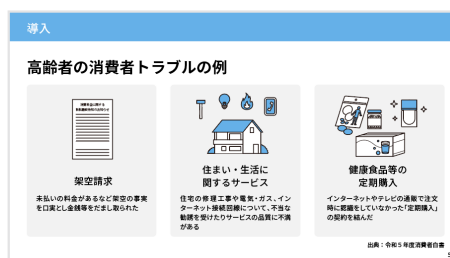 導入
高齢者の消費者トラブルの例
架空請求
未払いの料金があるなど架空の事実
を口実とし金銭等をだまし取られた
住まい・生活に
関するサービス
住宅の修理工事や電気・ガス、イン
ターネット接続回線について、不当な
勧誘を受けたりサービスの品質に不満
がある
健康食品等の
定期購入
インターネットやテレビの通販で注文
時に認識をしていなかった「定期購入」
の契約を結んだ
出典：令和5年度消費者白書